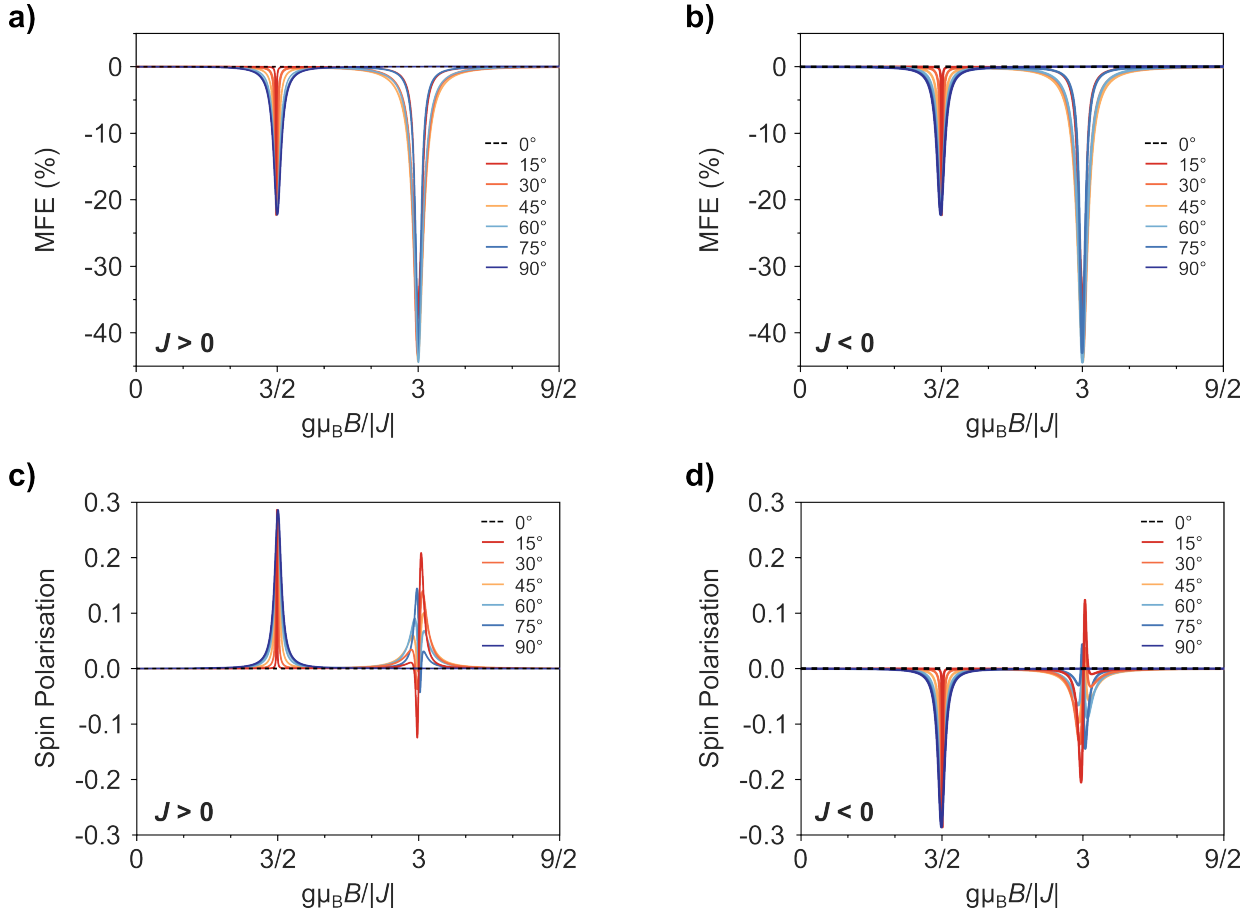 a)
0
-10
-20
-30
-40
MFE (%)
0°
15°
30°
45°
60°
75°
90°
J > 0
0 3/2 3 9/2
gμBB/|J|
b)
0
-10
-20
-30
-40
MFE (%)
0°
15°
30°
45°
60°
75°
90°
J < 0
0 3/2 3 9/2
gμBB/|J|
c)
0.3
0.2
0.1
0.0
-0.1
-0.2
-0.3
Spin Polarisation
0°
15°
30°
45°
60°
75°
90°
J > 0
0 3/2 3 9/2
gμBB/|J|
d)
0.3
0.2
0.1
0.0
-0.1
-0.2
-0.3
Spin Polarisation
0°
15°
30°
45°
60°
75°
90°
J < 0
0 3/2 3 9/2
gμBB/|J|